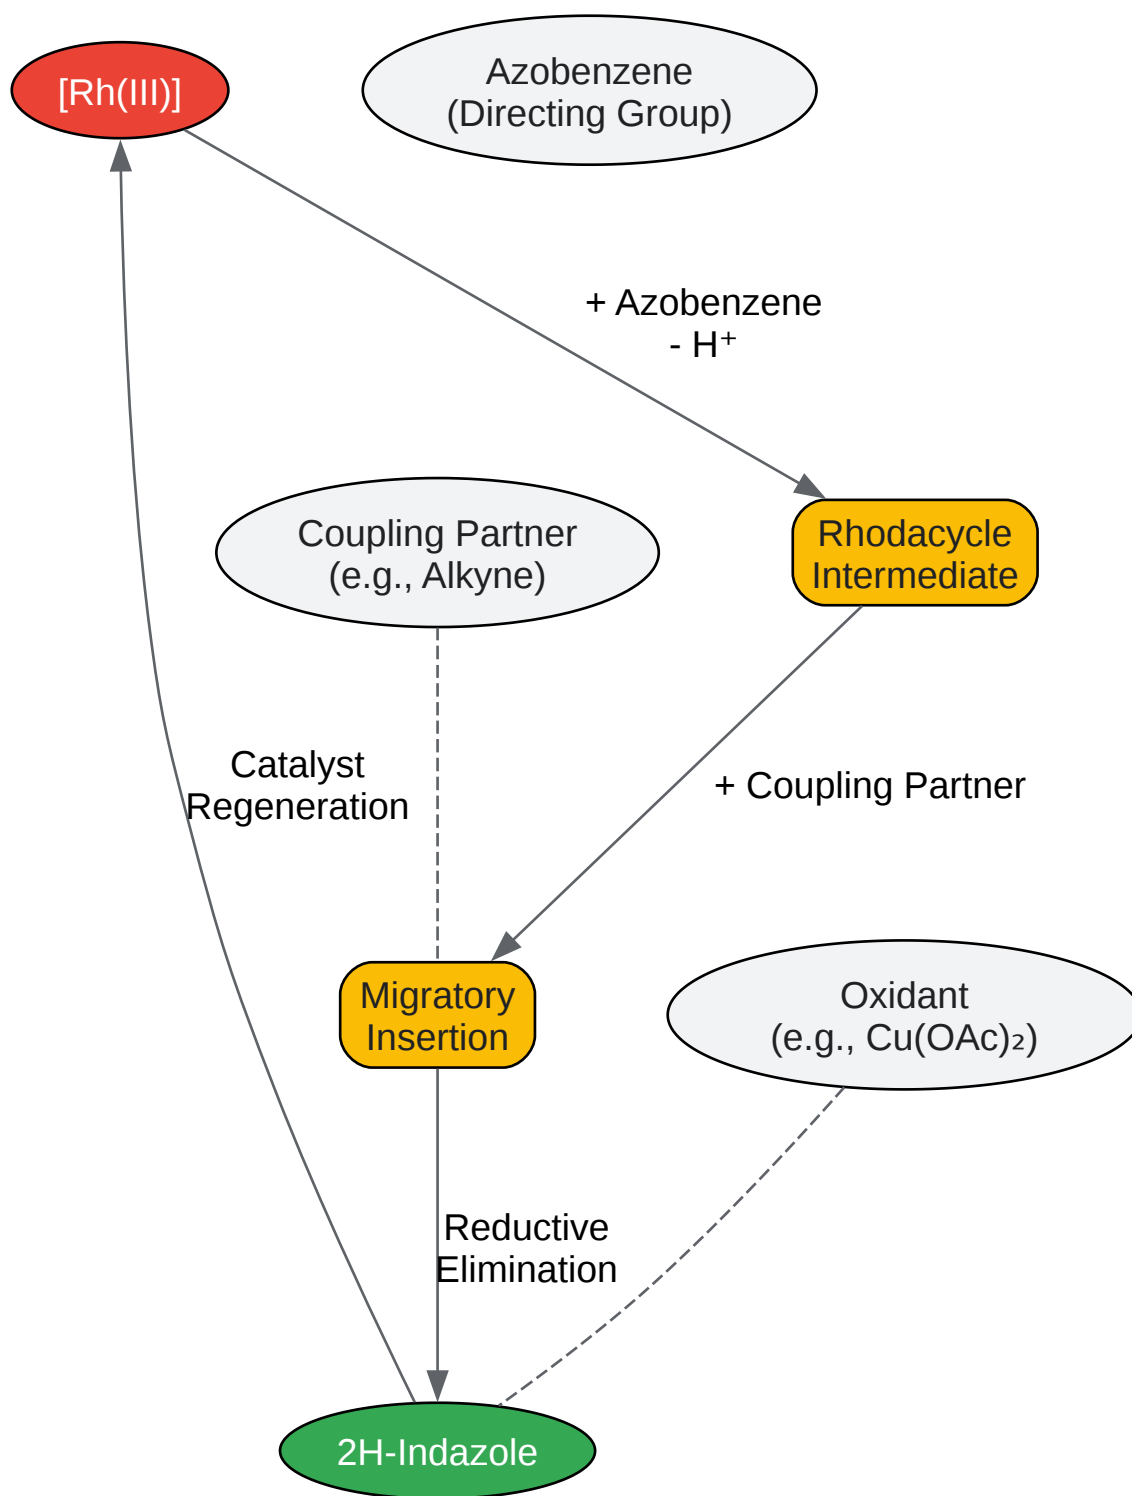 [Rh(III)]
Azobenzene
(Directing Group)
+ Azobenzene
- H⁺
Coupling Partner
(e.g., Alkyne)
Rhodacycle
Intermediate
Catalyst
Regeneration
+ Coupling Partner
Migratory
Insertion
Oxidant
(e.g., Cu(OAc)₂)
Reductive
Elimination
2H-Indazole